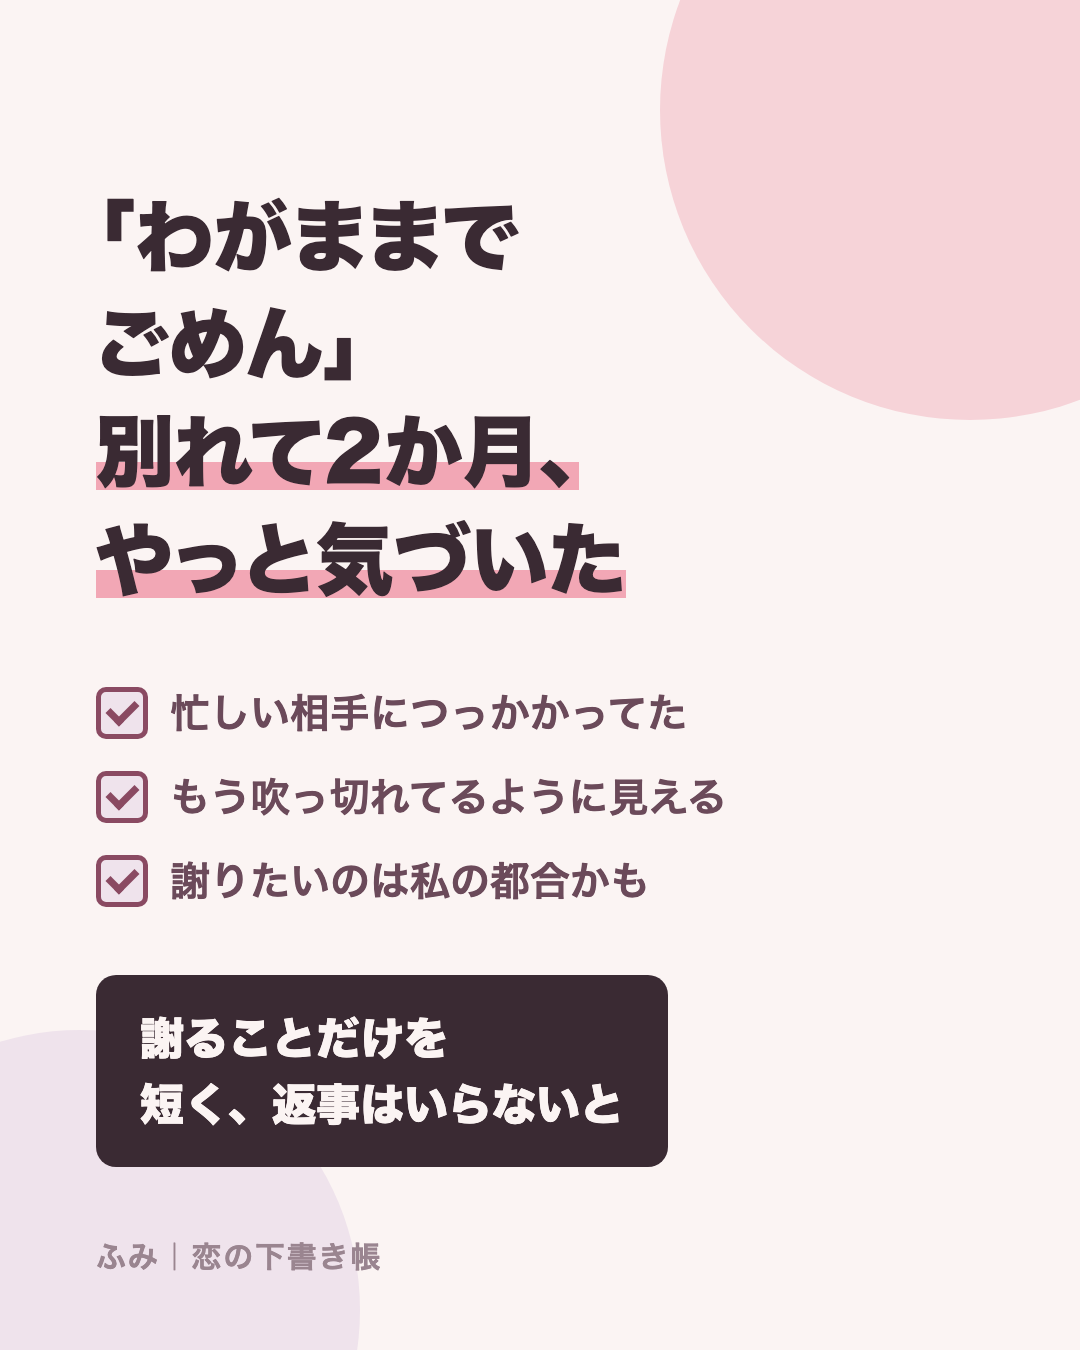 「わがままで
ごめん」
別れて2か月、
やっと気づいた
忙しい相手につっかかってた
もう吹っ切れてるように見える
謝りたいのは私の都合かも
謝ることだけを
短く、返事はいらないと
ふみ｜恋の下書き帳